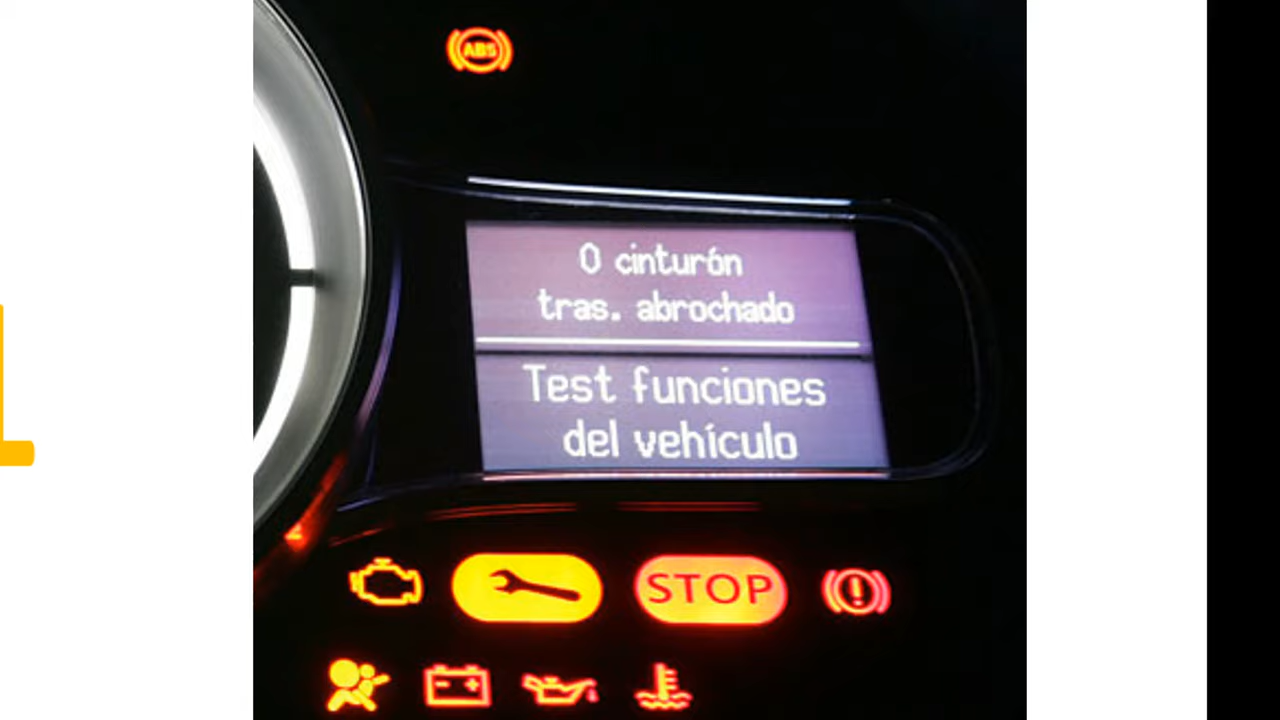 ABS
0 cinturón
tras. abrochado
Test funciones
del vehículo
STOP